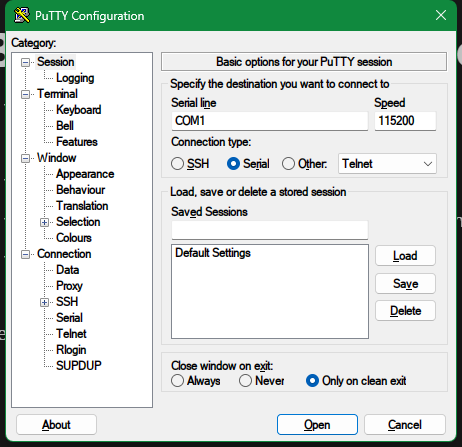 PuTTY Configuration
Category:
Session
Logging
Terminal
Keyboard
Bell
Features
Window
Appearance
Behaviour
Translation
Selection
Colours
Connection
Data
Proxy
SSH
Serial
Telnet
Rlogin
SUPDUP
Basic options for your PuTTY session
Specify the destination you want to connect to
Serial line Speed
COM1 115200
Connection type:
SSH Serial Other: Telnet
Load, save or delete a stored session
Saved Sessions
Default Settings
Load
Save
Delete
Close window on exit:
Always Never Only on clean exit
About Open Cancel